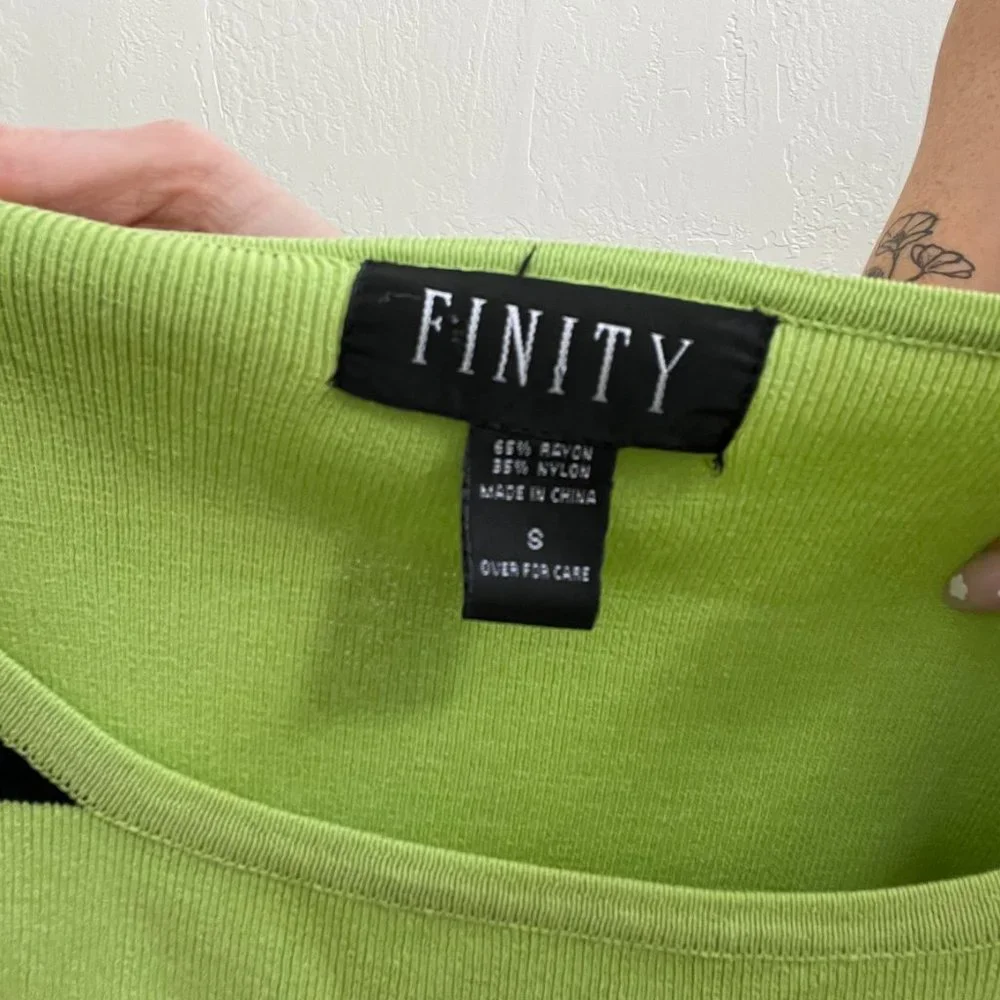 FINITY
65% RAYON
35% NYLON
MADE IN CHINA
S
OVER FOR CARE